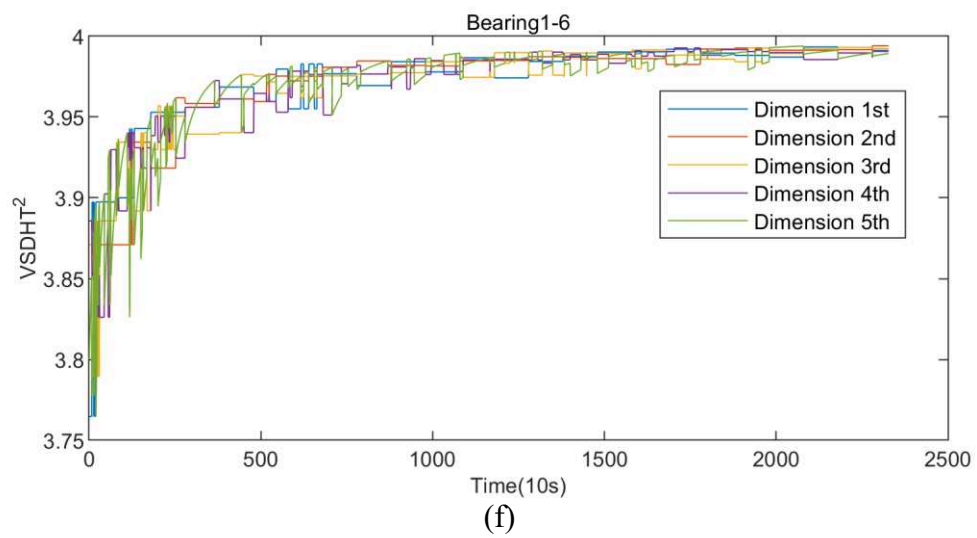 Bearing1-6
4
3.95
3.9
3.85
3.8
3.75
VSDHT²
Dimension 1st
Dimension 2nd
Dimension 3rd
Dimension 4th
Dimension 5th
0 500 1000 1500 2000 2500
Time(10s)
(f)